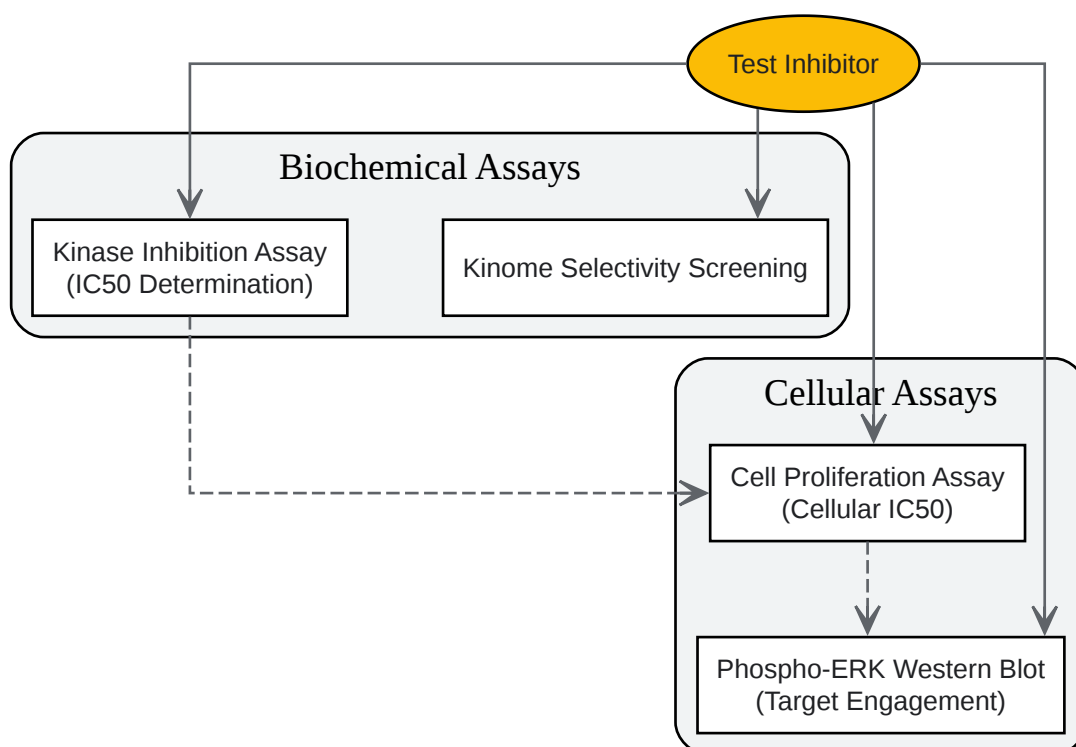 Test Inhibitor
Biochemical Assays
Kinase Inhibition Assay
(IC50 Determination)
Kinome Selectivity Screening
Cellular Assays
Cell Proliferation Assay
(Cellular IC50)
Phospho-ERK Western Blot
(Target Engagement)